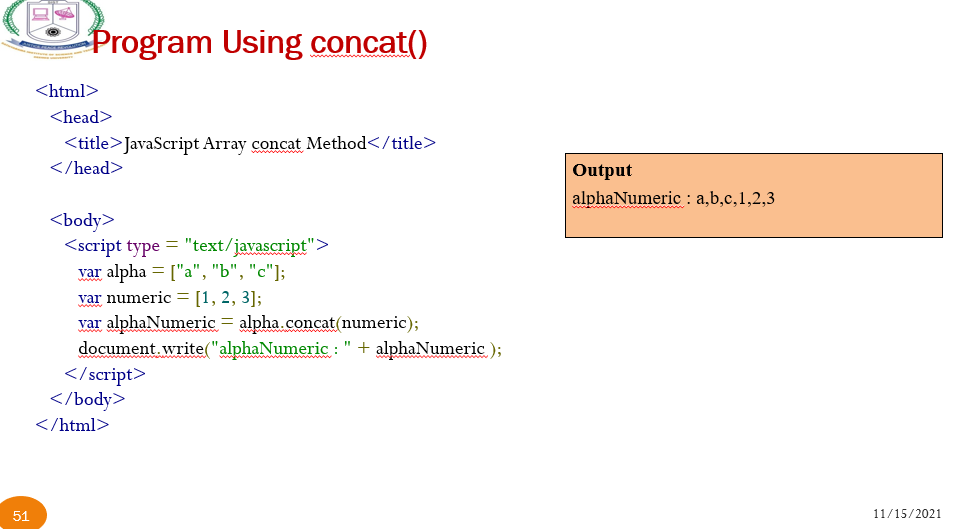 Program Using concat()
<html>
<head>
<title>JavaScript Array concat Method</title>
</head>
<body>
<script type = "text/javascript">
var alpha = ["a", "b", "c"];
var numeric = [1, 2, 3];
var alphaNumeric = alpha.concat(numeric);
document.write("alphaNumeric : " + alphaNumeric );
</script>
</body>
</html>
Output
alphaNumeric : a,b,c,1,2,3
51
11/15/2021